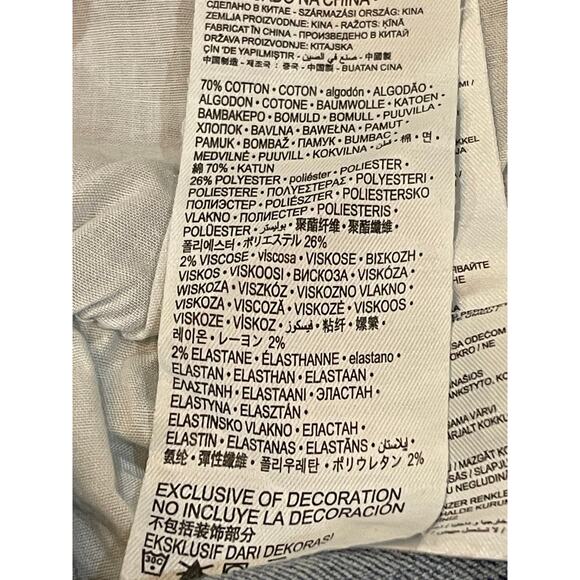 NA CHINA •
СДЕЛАНО В КИТАЕ • SZÁRMAZÁSI ORSZÁG: KÍNA
ZEMLJA PROIZVODNJE: KINA • RAŽOTS: ĶĪNĀ
FABRICAT ÎN CHINA • ПРОИЗВЕДЕНО В КИТАЙ
DRŽAVA PROIZVODNJE: KITAJSKA
ÇİN'DE YAPILMIŞTIR • صنع في الصين • 中國製
中国制造 • 제조국 : 중국 • 中国製 • BUATAN CINA
70% COTTON • COTON • algodón • ALGODÃO •
ALGODON • COTONE • BAUMWOLLE • KATOEN •
ΒΑΜΒΑΚΕΡΟ • BOMULD • BOMULL • PUUVILLA •
ХЛОПОК • BAVLNA • BAWEŁNA • PAMUT •
PAMUK • BOMBAŽ • ПАМУК • BUMBAC •
MEDVILNĖ • PUUVILL • KOKVILNA • قطن • 棉 • 면 •
綿 70% • KATUN
26% POLYESTER • poliéster • POLIESTER •
POLIESTERE • ΠΟΛΥΕΣΤΕΡΑΣ • POLYESTERI •
ПОЛИЭСТЕР • POLIÉSZTER • POLIESTERSKO
VLAKNO • ПОЛИЕСТЕР • POLIESTERIS •
POLÜESTER • بوليستر • 聚酯纤维 • 聚酯纖維 •
폴리에스터 • ポリエステル 26%
2% VISCOSE • viscosa • VISKOSE • ΒΙΣΚΟΖΗ •
VISKOS • VISKOOSI • ВИСКОЗА • VISKÓZA •
WISKOZA • VISZKÓZ • VISKOZNO VLAKNO •
VISKOZA • VISCOZĂ • VISKOZĖ • VISKOOS •
VISKOZE • VİSKOZ • فيسكوز • 粘纤 • 嫘縈 •
레이온 • レーヨン 2%
2% ELASTANE • ÉLASTHANNE • elastano •
ELASTAN • ELASTHAN • ELASTAAN •
ΕΛΑΣΤΑΝΗ • ELASTAANI • ЭЛАСТАН •
ELASTYNA • ELASZTÁN •
ELASTINSKO VLAKNO • ЕЛАСТАН •
ELASTIN • ELASTANAS • ELASTĀNS • إيلاستان •
氨纶 • 彈性纖維 • 폴리우레탄 • ポリウレタン 2%
EXCLUSIVE OF DECORATION
NO INCLUYE LA DECORACIÓN
不包括装饰部分
EKSKLUSIF DARI DEKORASI
30C